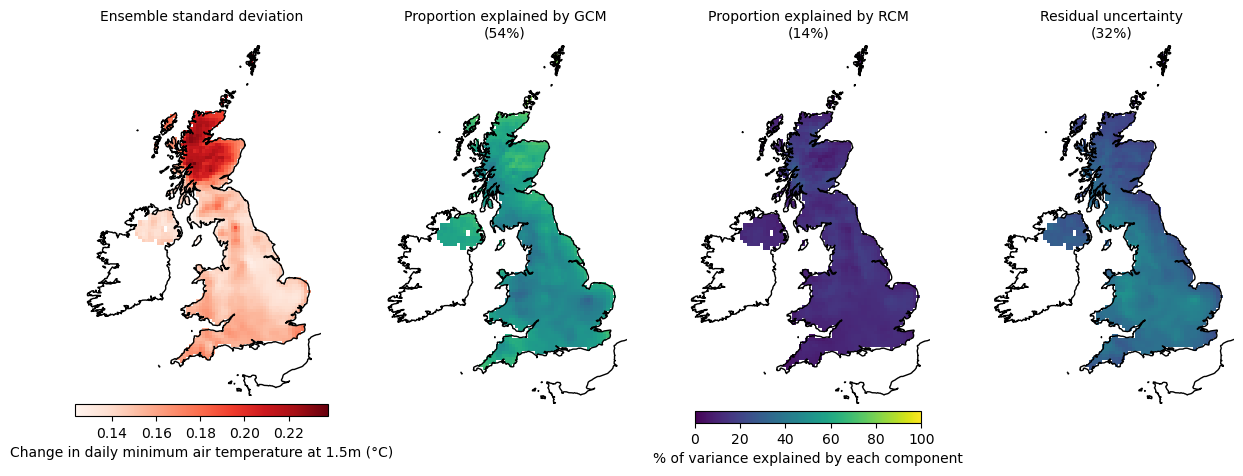 Ensemble standard deviation
Proportion explained by GCM
(54%)
Proportion explained by RCM
(14%)
Residual uncertainty
(32%)
0.14 0.16 0.18 0.20 0.22
Change in daily minimum air temperature at 1.5m (°C)
0 20 40 60 80 100
% of variance explained by each component